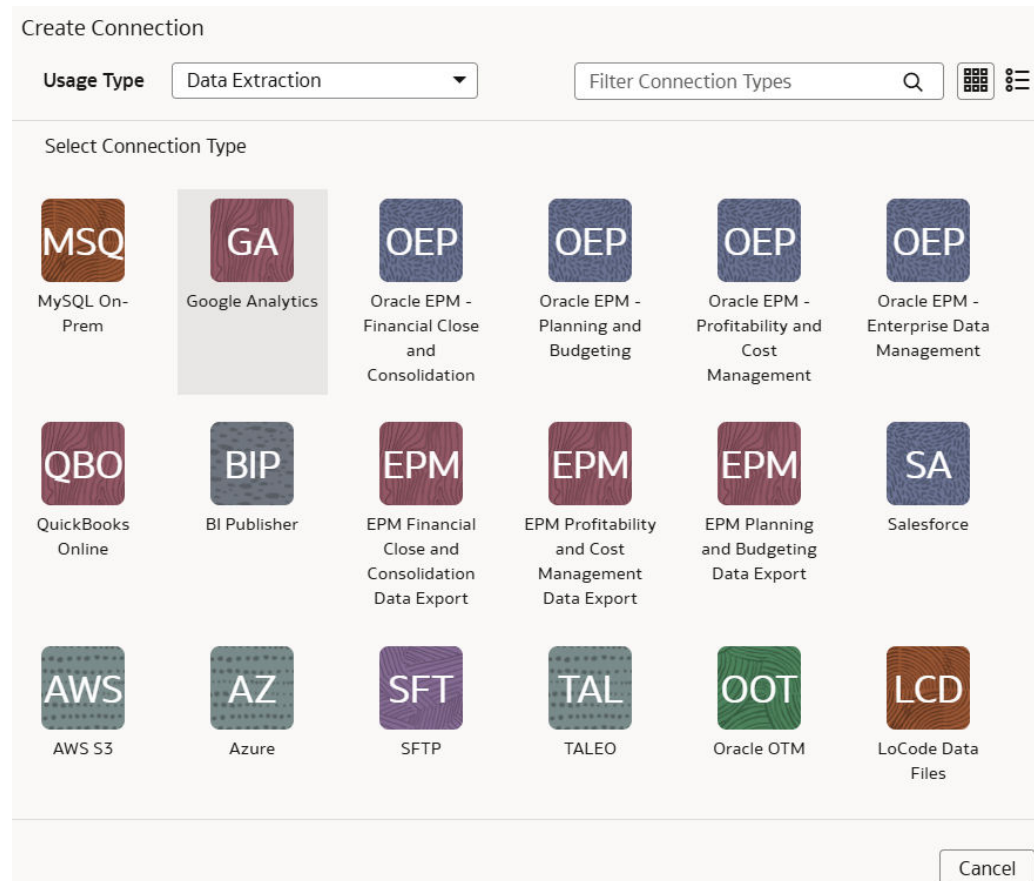 Create Connection
Usage Type
Data Extraction
Filter Connection Types
Select Connection Type
MSQ
MySQL On-
Prem
GA
Google Analytics
OEP
Oracle EPM -
Financial Close
and
Consolidation
OEP
Oracle EPM -
Planning and
Budgeting
OEP
Oracle EPM -
Profitability and
Cost
Management
OEP
Oracle EPM -
Enterprise Data
Management
QBO
QuickBooks
Online
BIP
BI Publisher
EPM
EPM Financial
Close and
Consolidation
Data Export
EPM
EPM Profitability
and Cost
Management
Data Export
EPM
EPM Planning
and Budgeting
Data Export
SA
Salesforce
AWS
AWS S3
AZ
Azure
SFT
SFTP
TAL
TALEO
OOT
Oracle OTM
LCD
LoCode Data
Files
Cancel